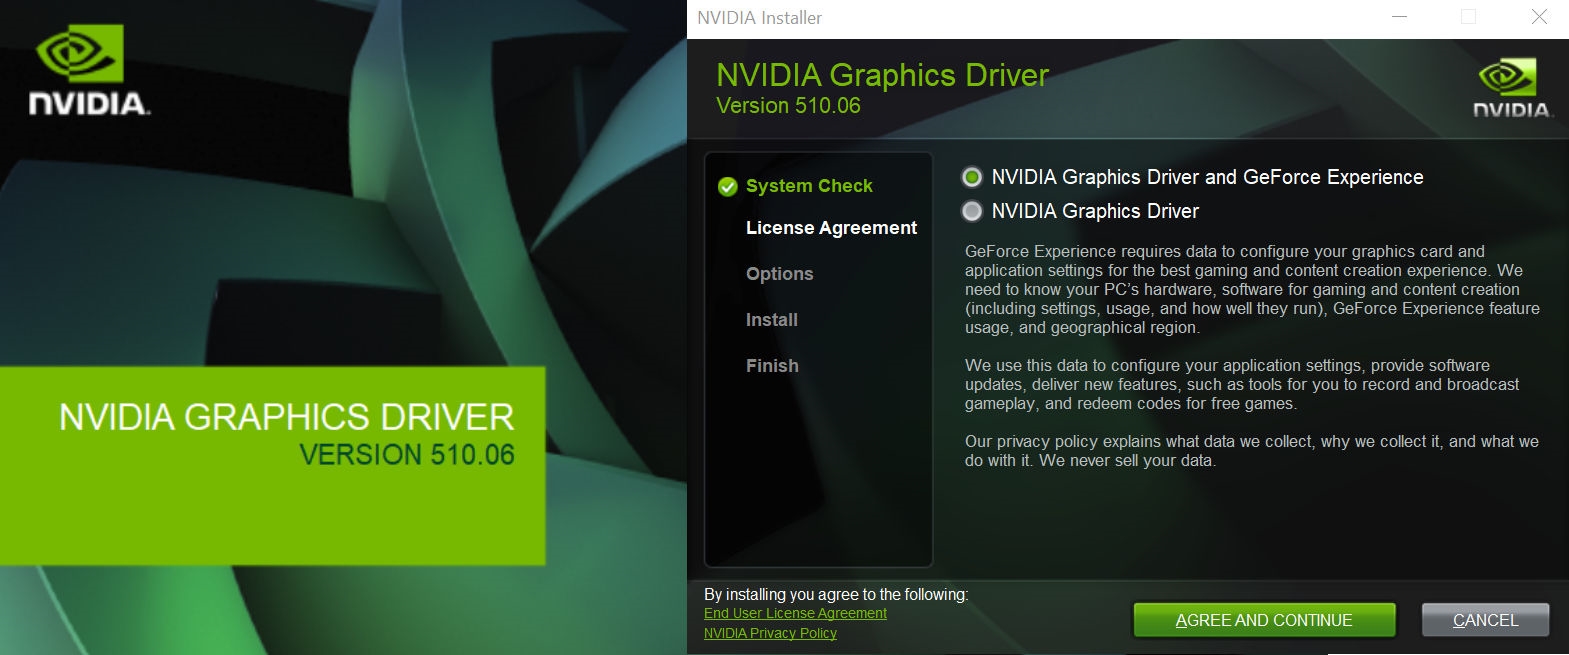 NVIDIA.
NVIDIA GRAPHICS DRIVER
VERSION 510.06
NVIDIA Installer
NVIDIA Graphics Driver
Version 510.06
NVIDIA.
System Check
License Agreement
Options
Install
Finish
NVIDIA Graphics Driver and GeForce Experience
NVIDIA Graphics Driver
GeForce Experience requires data to configure your graphics card and
application settings for the best gaming and content creation experience. We
need to know your PC's hardware, software for gaming and content creation
(including settings, usage, and how well they run), GeForce Experience feature
usage, and geographical region.
We use this data to configure your application settings, provide software
updates, deliver new features, such as tools for you to record and broadcast
gameplay, and redeem codes for free games.
Our privacy policy explains what data we collect, why we collect it, and what we
do with it. We never sell your data.
By installing you agree to the following:
End User License Agreement
NVIDIA Privacy Policy
AGREE AND CONTINUE
CANCEL